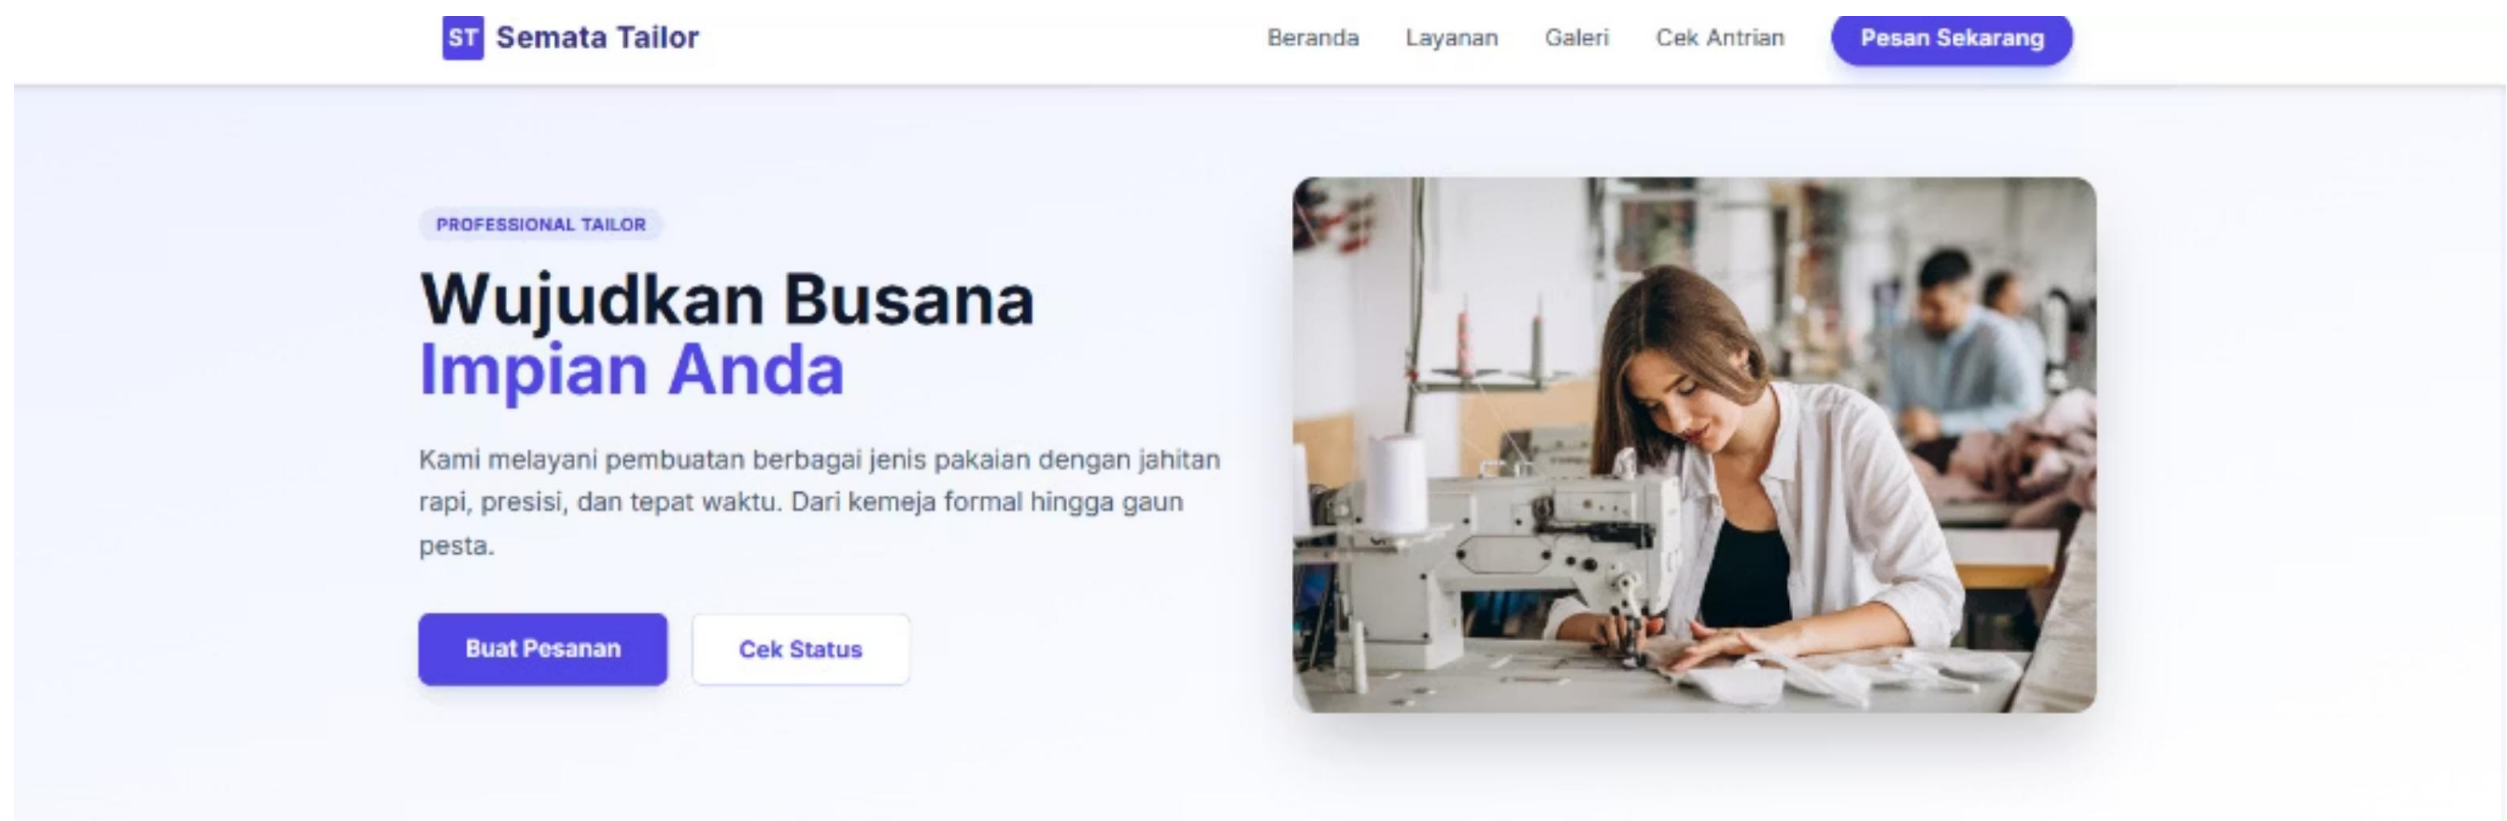 ST Semata Tailor
Beranda Layanan Galeri Cek Antrian Pesan Sekarang
PROFESSIONAL TAILOR
Wujudkan Busana
Impian Anda
Kami melayani pembuatan berbagai jenis pakaian dengan jahitan
rapi, presisi, dan tepat waktu. Dari kemeja formal hingga gaun
pesta.
Buat Pesanan Cek Status